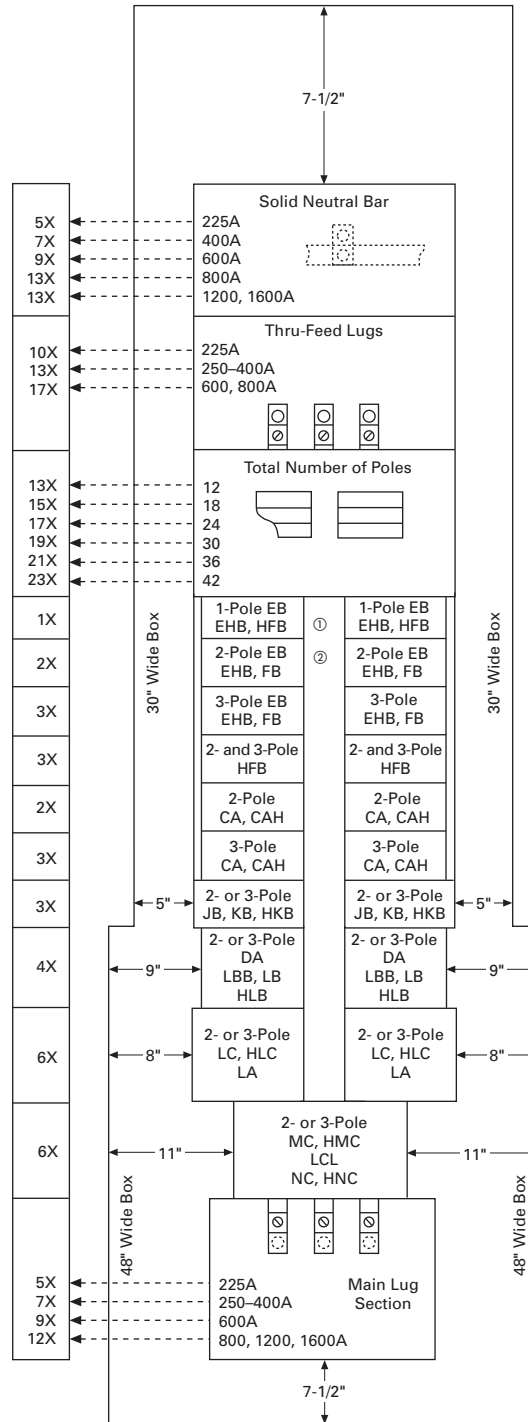 7-1/2"
Solid Neutral Bar
5X 225A
7X 400A
9X 600A
13X 800A
13X 1200, 1600A
Thru-Feed Lugs
10X 225A
13X 250–400A
17X 600, 800A
Total Number of Poles
13X 12
15X 18
17X 24
19X 30
21X 36
23X 42
30" Wide Box
30" Wide Box
1X
1-Pole EB
EHB, HFB
①
1-Pole EB
EHB, HFB
2X
2-Pole EB
EHB, FB
②
2-Pole EB
EHB, FB
3X
3-Pole EB
EHB, FB
3-Pole
EHB, FB
3X
2- and 3-Pole
HFB
2- and 3-Pole
HFB
2X
2-Pole
CA, CAH
2-Pole
CA, CAH
3X
3-Pole
CA, CAH
3-Pole
CA, CAH
3X
5"
2- or 3-Pole
JB, KB, HKB
2- or 3-Pole
JB, KB, HKB
5"
4X
9"
2- or 3-Pole
DA
LBB, LB
HLB
2- or 3-Pole
DA
LBB, LB
HLB
9"
6X
8"
2- or 3-Pole
LC, HLC
LA
2- or 3-Pole
LC, HLC
LA
8"
6X
11"
2- or 3-Pole
MC, HMC
LCL
NC, HNC
11"
48" Wide Box
48" Wide Box
Main Lug
Section
5X 225A
7X 250–400A
9X 600A
12X 800, 1200, 1600A
7-1/2"